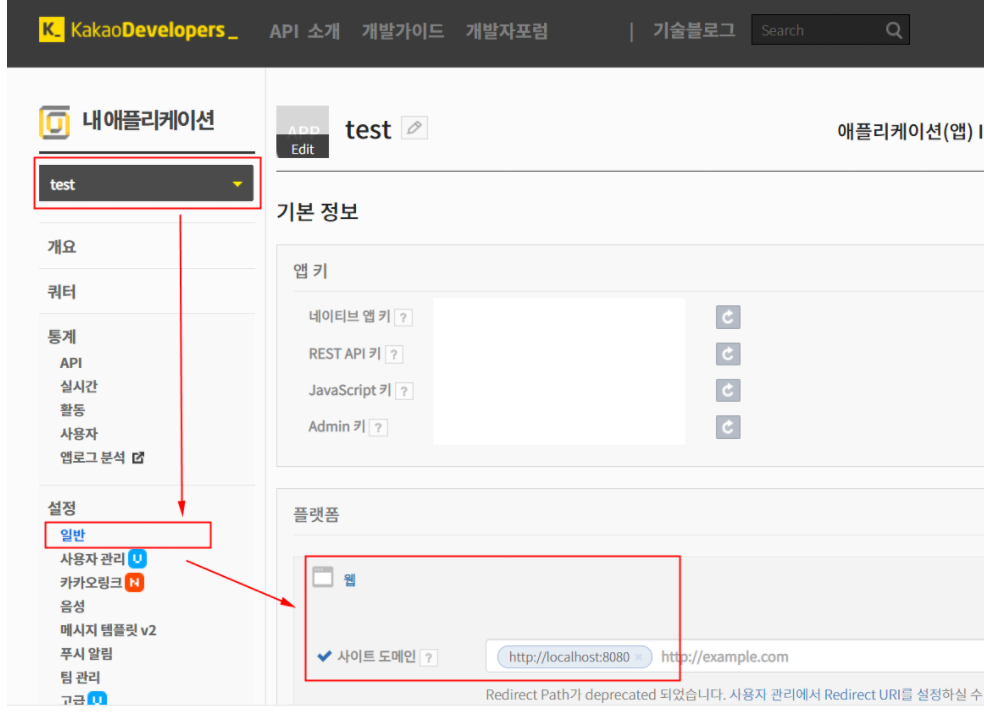 K_ KakaoDevelopers_ API 소개 개발가이드 개발자포럼 | 기술블로그 Search
내 애플리케이션
test
개요
쿼터
통계
API
실시간
활동
사용자
앱로그 분석
설정
일반
사용자 관리 U
카카오링크 N
음성
메시지 템플릿 v2
푸시 알림
팀 관리
고급 U
APP
Edit
test
애플리케이션(앱) I
기본 정보
앱 키
네이티브 앱 키 ?
REST API 키 ?
JavaScript 키 ?
Admin 키 ?
플랫폼
웹
사이트 도메인 ? http://localhost:8080 × http://example.com
Redirect Path가 deprecated 되었습니다. 사용자 관리에서 Redirect URI를 설정하실 수